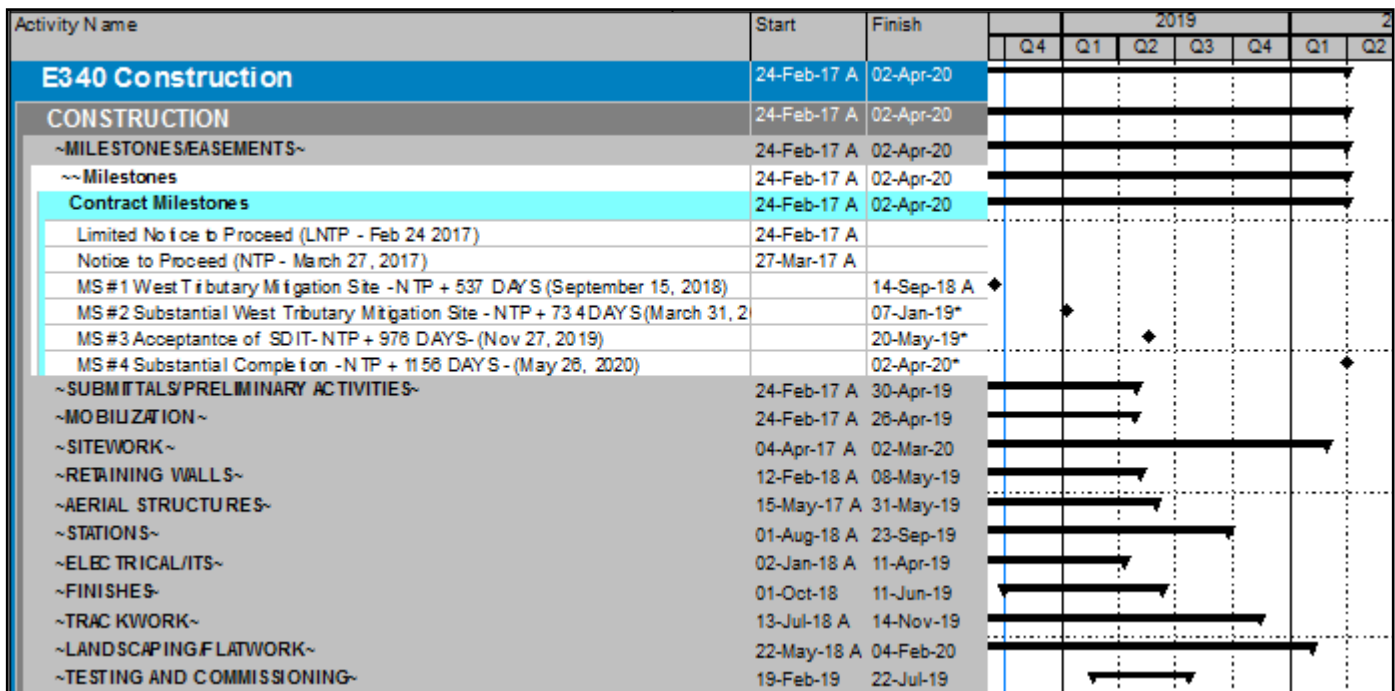 Activity Name Start Finish 2019 2
Q4 Q1 Q2 Q3 Q4 Q1 Q2
E340 Construction 24-Feb-17 A 02-Apr-20
CONSTRUCTION 24-Feb-17 A 02-Apr-20
~MILESTONES/EASEMENTS~ 24-Feb-17 A 02-Apr-20
~~Milestones 24-Feb-17 A 02-Apr-20
Contract Milestones 24-Feb-17 A 02-Apr-20
Limited Notice to Proceed (LNTP - Feb 24 2017) 24-Feb-17 A
Notice to Proceed (NTP - March 27, 2017) 27-Mar-17 A
MS #1 West Tributary Mitigation Site - NTP + 537 DAYS (September 15, 2018) 14-Sep-18 A
MS #2 Substantial West Tributary Mitigation Site - NTP + 734 DAYS (March 31, 2 07-Jan-19*
MS #3 Acceptantce of SDIT- NTP + 976 DAYS- (Nov 27, 2019) 20-May-19*
MS #4 Substantial Completion - NTP + 1156 DAYS - (May 26, 2020) 02-Apr-20*
~SUBMITTALS/PRELIMINARY ACTIVITIES~ 24-Feb-17 A 30-Apr-19
~MOBILIZATION~ 24-Feb-17 A 26-Apr-19
~SITEWORK~ 04-Apr-17 A 02-Mar-20
~RETAINING WALLS~ 12-Feb-18 A 08-May-19
~AERIAL STRUCTURES~ 15-May-17 A 31-May-19
~STATIONS~ 01-Aug-18 A 23-Sep-19
~ELECTRICAL/ITS~ 02-Jan-18 A 11-Apr-19
~FINISHES~ 01-Oct-18 11-Jun-19
~TRACKWORK~ 13-Jul-18 A 14-Nov-19
~LANDSCAPING/FLATWORK~ 22-May-18 A 04-Feb-20
~TESTING AND COMMISSIONING~ 19-Feb-19 22-Jul-19